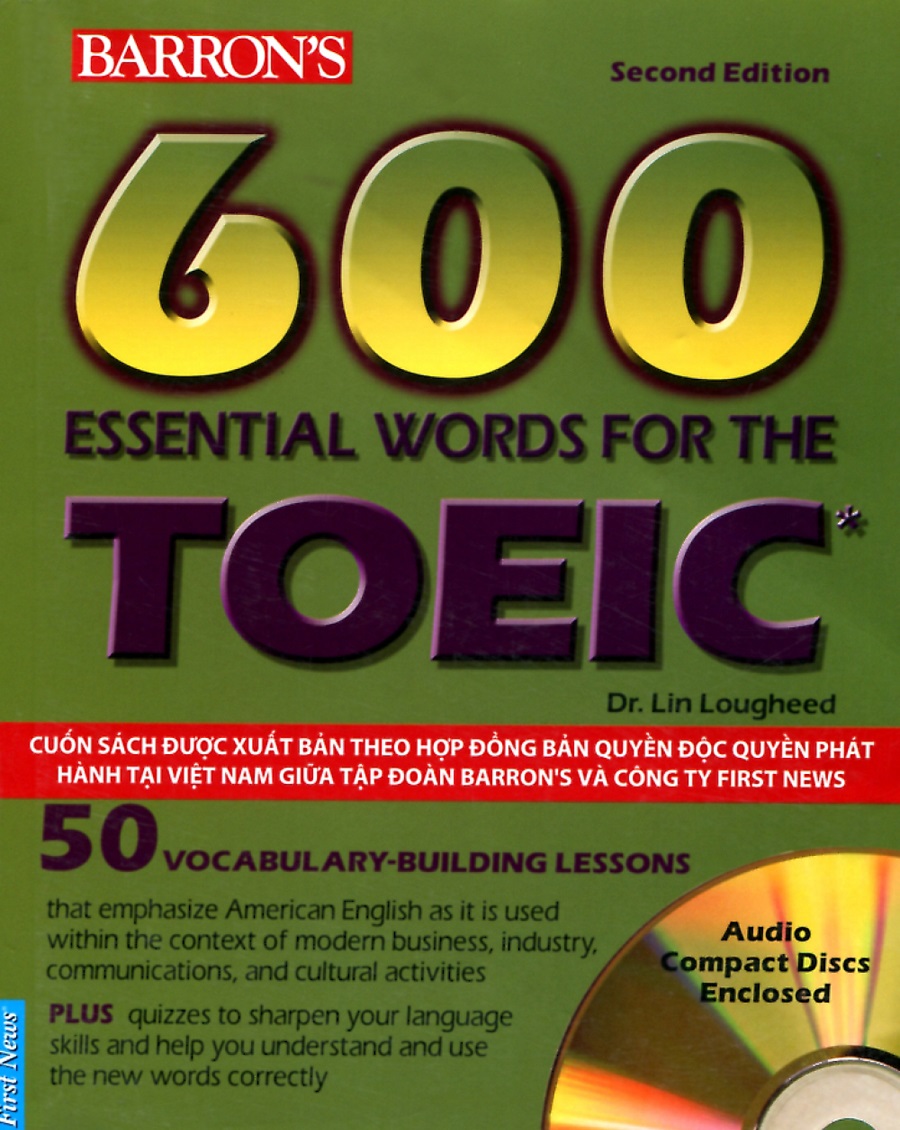 BARRON'S
Second Edition
600
ESSENTIAL WORDS FOR THE
TOEIC*
Dr. Lin Lougheed
CUỐN SÁCH ĐƯỢC XUẤT BẢN THEO HỢP ĐỒNG BẢN QUYỀN ĐỘC QUYỀN PHÁT
HÀNH TẠI VIỆT NAM GIỮA TẬP ĐOÀN BARRON'S VÀ CÔNG TY FIRST NEWS
50 VOCABULARY-BUILDING LESSONS
that emphasize American English as it is used
within the context of modern business, industry,
communications, and cultural activities
PLUS quizzes to sharpen your language
skills and help you understand and use
the new words correctly
Audio
Compact Discs
Enclosed
First News